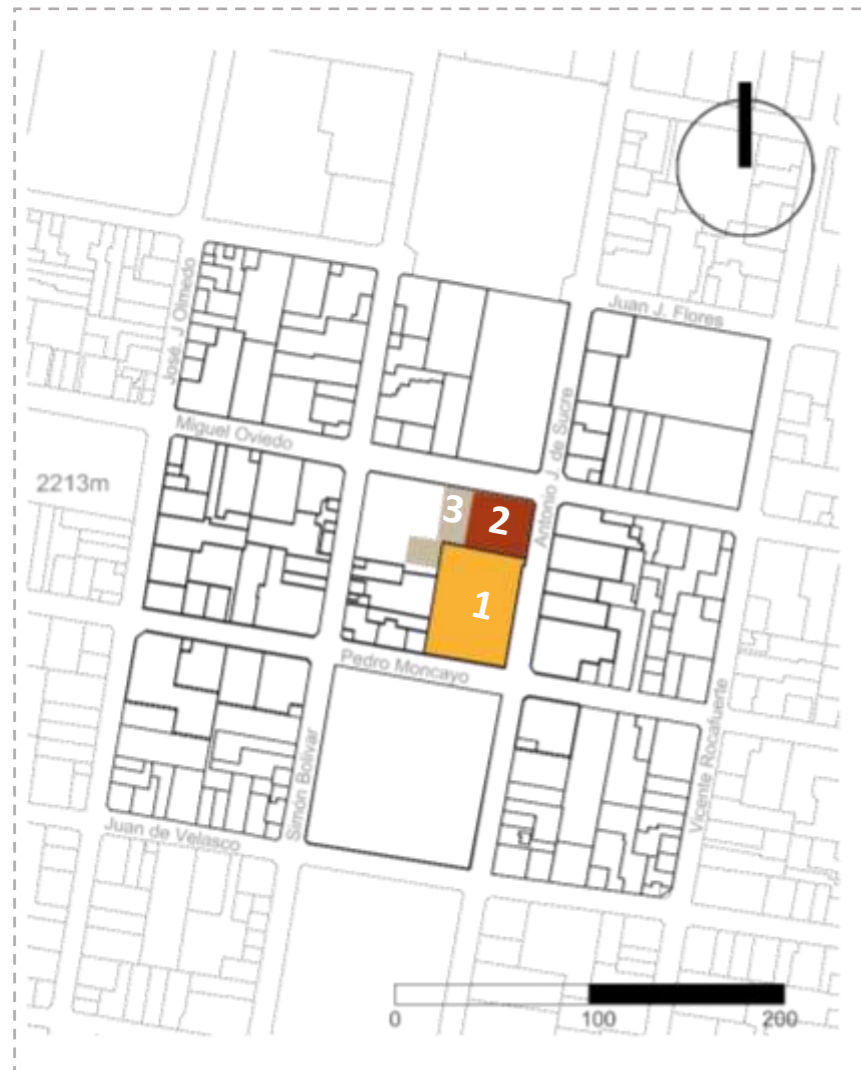 Juan J. Flores
José. J Olmedo
Antonio J. de Sucre
Miguel Oviedo
2213m
3
2
1
Pedro Moncayo
Vicente Rocafuerte
Simón Bolivar
Juan de Velasco
0 100 200